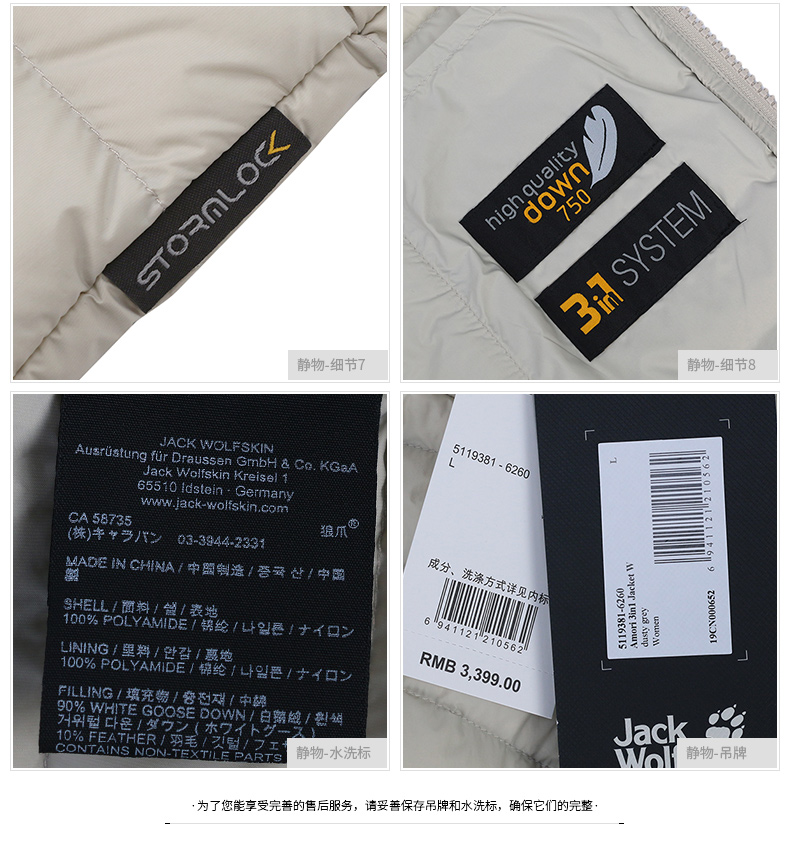 STORMLOCK
静物-细节7
high quality
down
750
3in1 SYSTEM
静物-细节8
JACK WOLFSKIN
Ausrüstung für Draussen GmbH & Co. KGaA
Jack Wolfskin Kreisel 1
65510 Idstein · Germany
www.jack-wolfskin.com
CA 58735
(株)キャラバン 03-3944-2331
狼爪®
MADE IN CHINA / 中国制造 / 중국 산 / 中国
製
SHELL / 面料 / 쉘 / 表地
100% POLYAMIDE / 锦纶 / 나일론 / ナイロン
LINING / 里料 / 안감 / 裏地
100% POLYAMIDE / 锦纶 / 나일론 / ナイロン
FILLING / 填充物 / 충전재 / 中綿
90% WHITE GOOSE DOWN / 白鹅绒 / 흰색
거위털 다운 / ダウン ( ホワイトグース )
10% FEATHER / 羽毛 / 깃털 / フェ
CONTAINS NON-TEXTILE PARTS
静物-水洗标
5119381 - 6260
L
成分、洗涤方式详见内标
6 941121 210562
RMB 3,399.00
L
6 941121 210562
5119381-6260
Amori 3in1 Jacket W
dusty grey
Women
19CN000652
Jack
Wolf
静物-吊牌
·为了您能享受完善的售后服务，请妥善保存吊牌和水洗标，确保它们的完整·